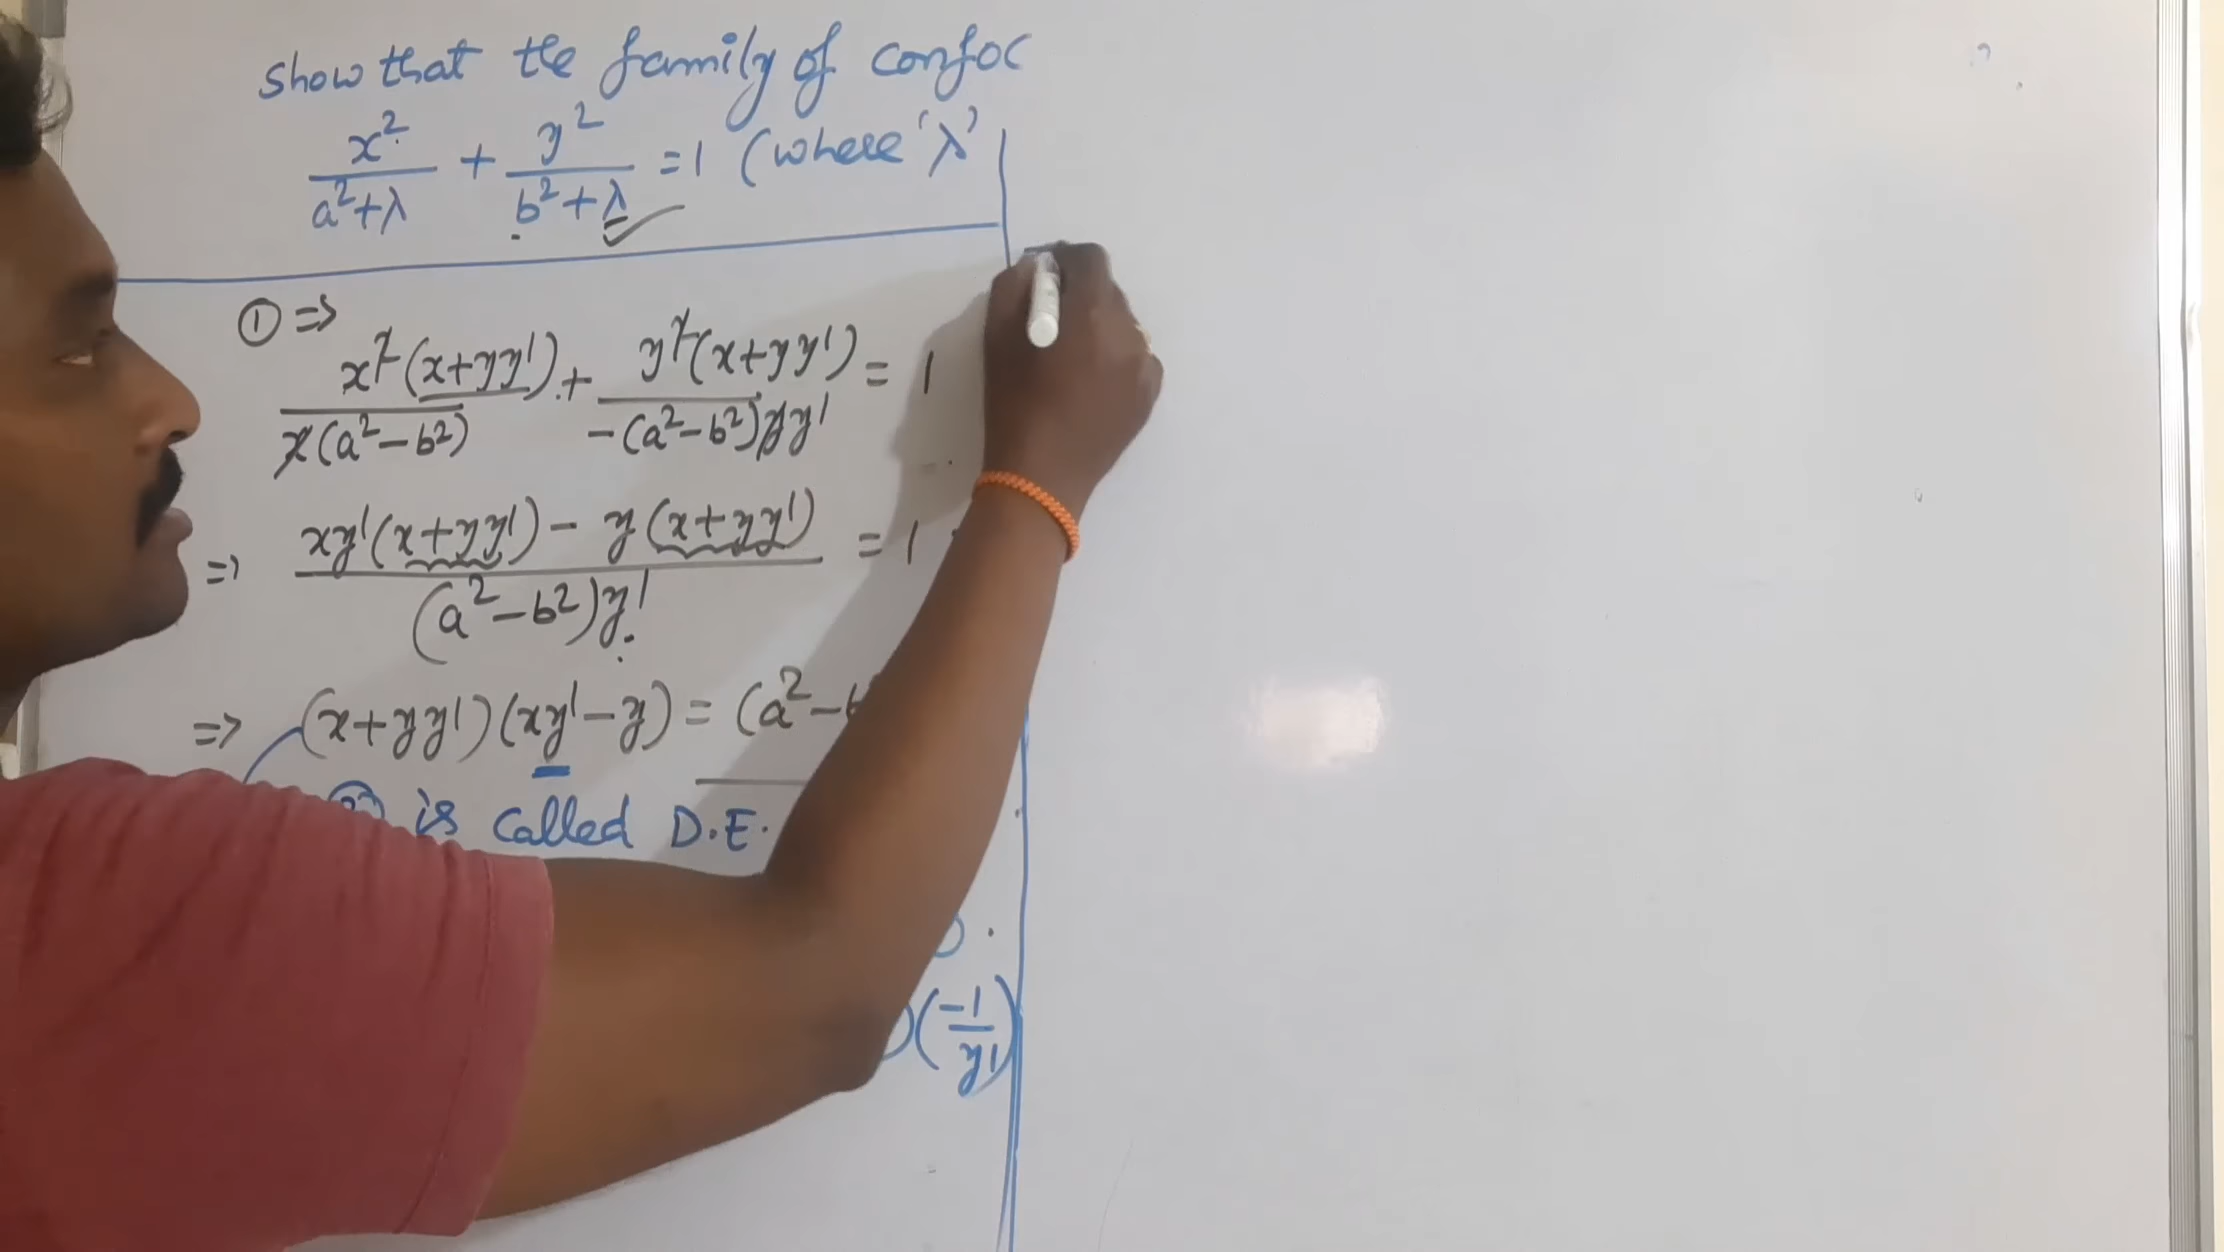 show that the family of confoc
x²/(a²+λ) + y²/(b²+λ) = 1 (where 'λ'
① ⇒
x²(x+yy')/x(a²-b²) + y²(x+yy')/-(a²-b²)yy' = 1
⇒ xy'(x+yy') - y(x+yy')/(a²-b²)y' = 1
⇒ (x+yy')(xy'-y) = (a²-b
is called D.E.
(-1/y')